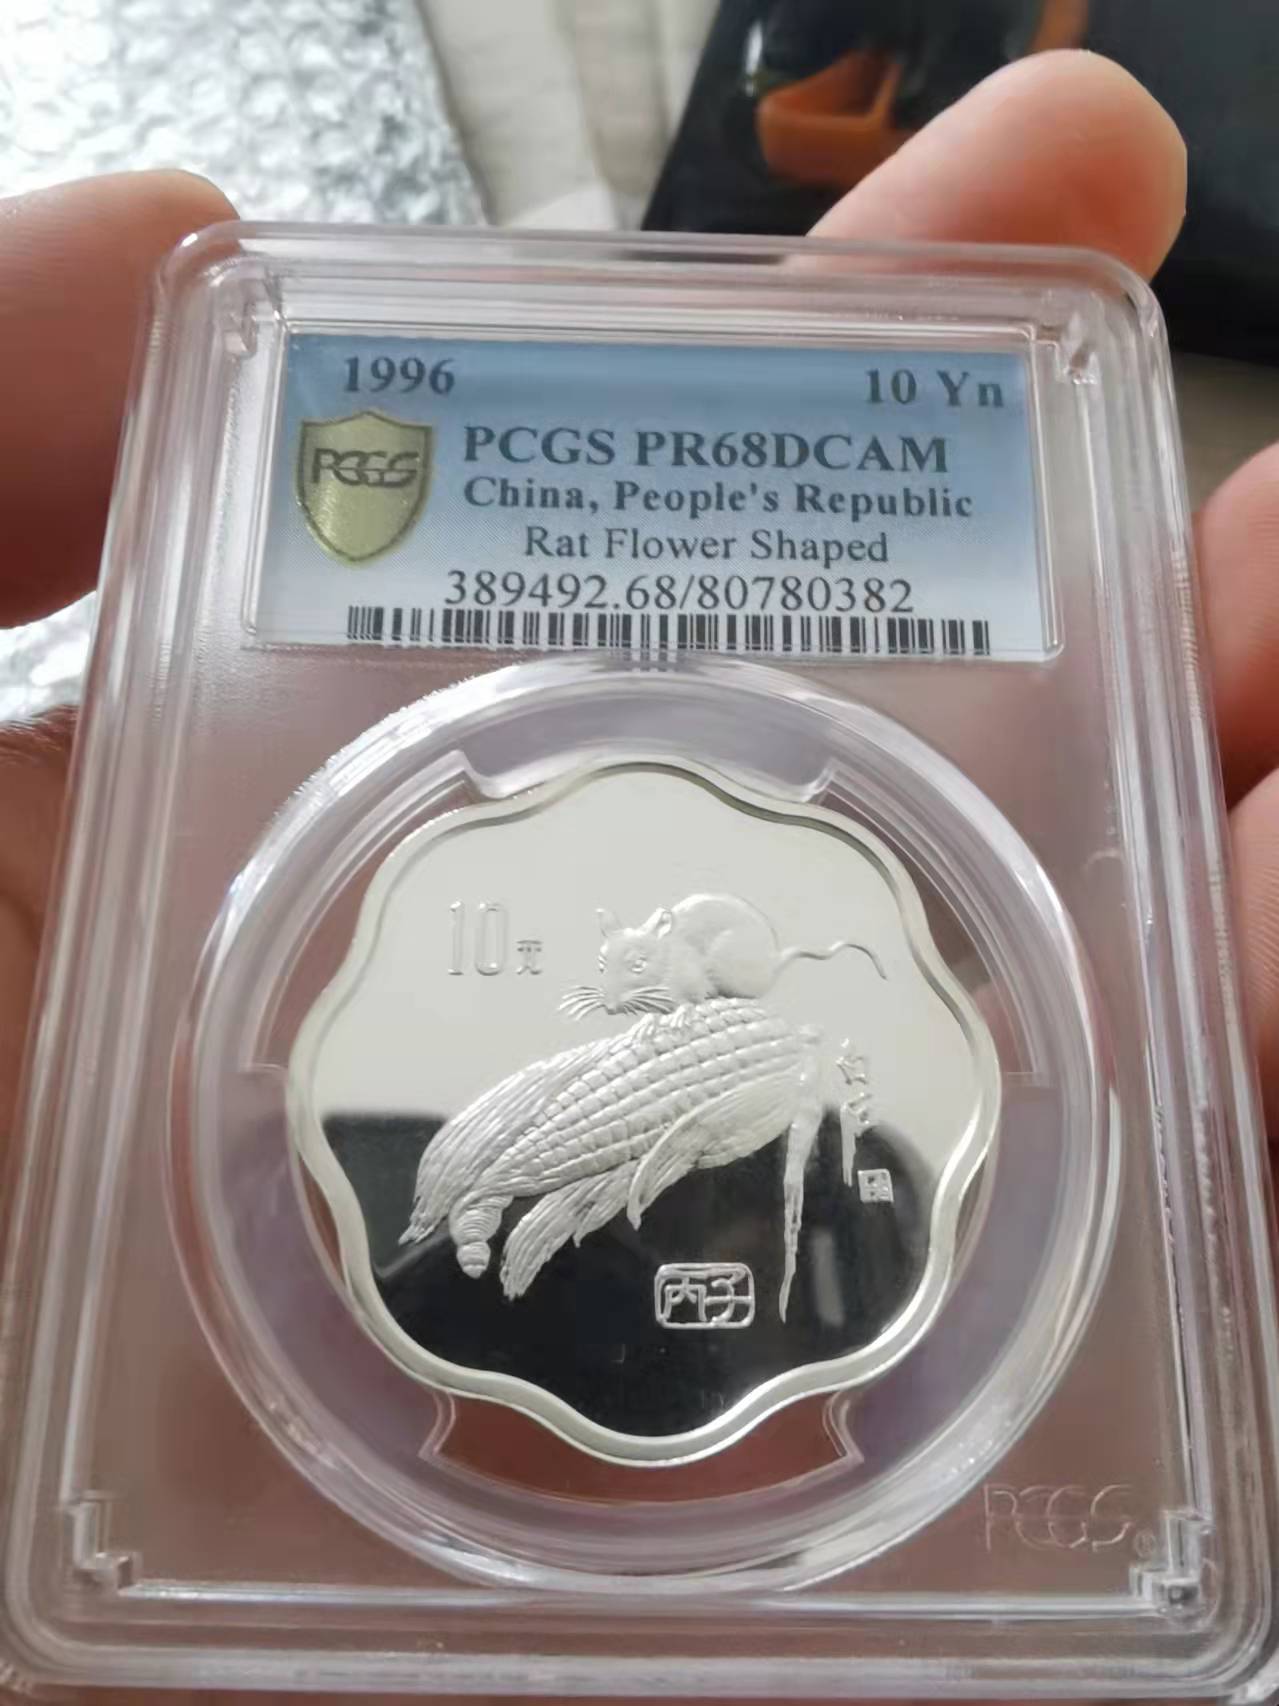 1996 10 Yn
PCGS
PCGS PR68DCAM
China, People's Republic
Rat Flower Shaped
389492.68/80780382
10元
丙子
PCGS